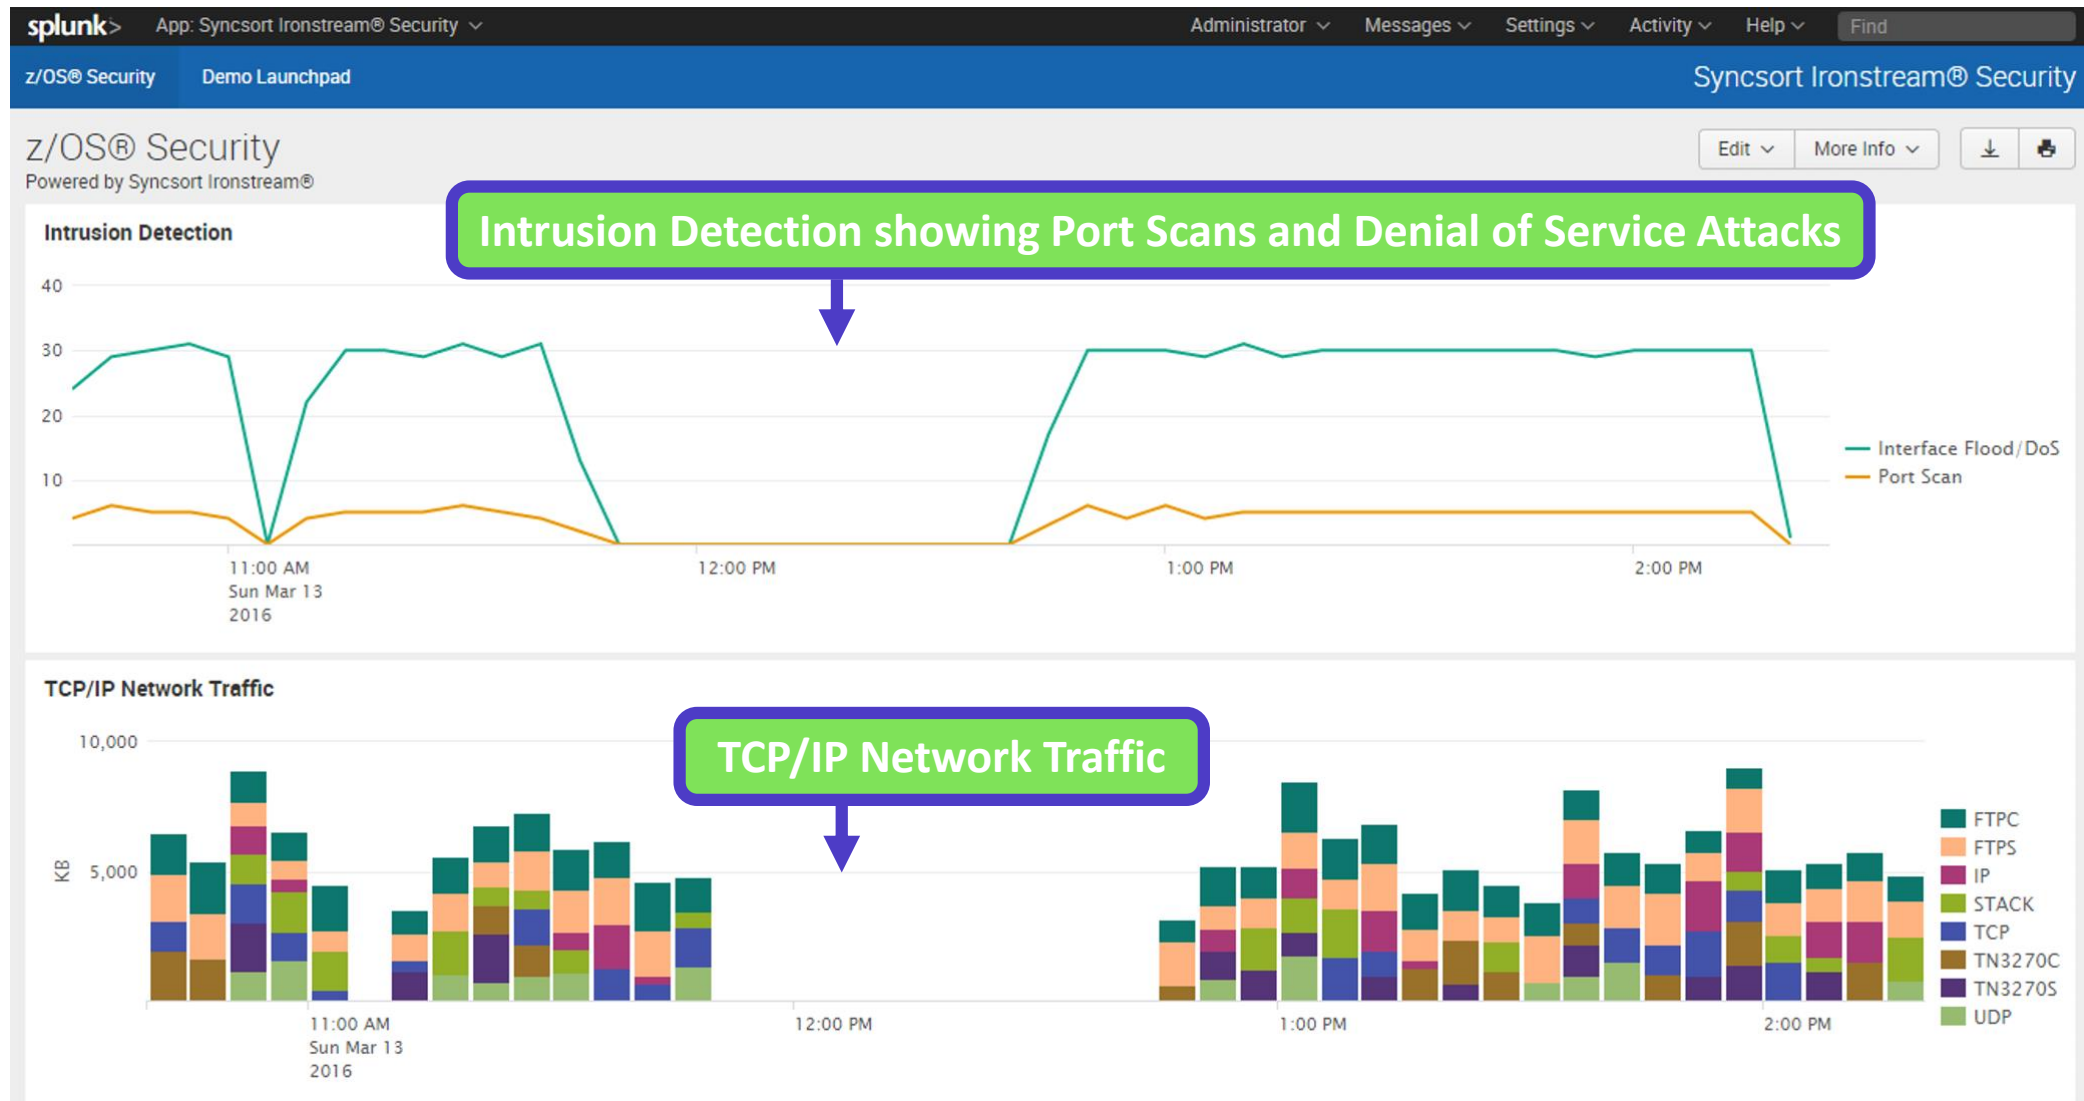 splunk> App: Syncsort Ironstream® Security Administrator Messages Settings Activity Help Find
z/OS® Security Demo Launchpad Syncsort Ironstream® Security
z/OS® Security
Edit More Info
Powered by Syncsort Ironstream®
Intrusion Detection
Intrusion Detection showing Port Scans and Denial of Service Attacks
40
30
20
10
Interface Flood/DoS
Port Scan
11:00 AM 12:00 PM 1:00 PM 2:00 PM
Sun Mar 13
2016
TCP/IP Network Traffic
TCP/IP Network Traffic
10,000
5,000
KB
FTPC
FTPS
IP
STACK
TCP
TN3270C
TN3270S
UDP
11:00 AM 12:00 PM 1:00 PM 2:00 PM
Sun Mar 13
2016